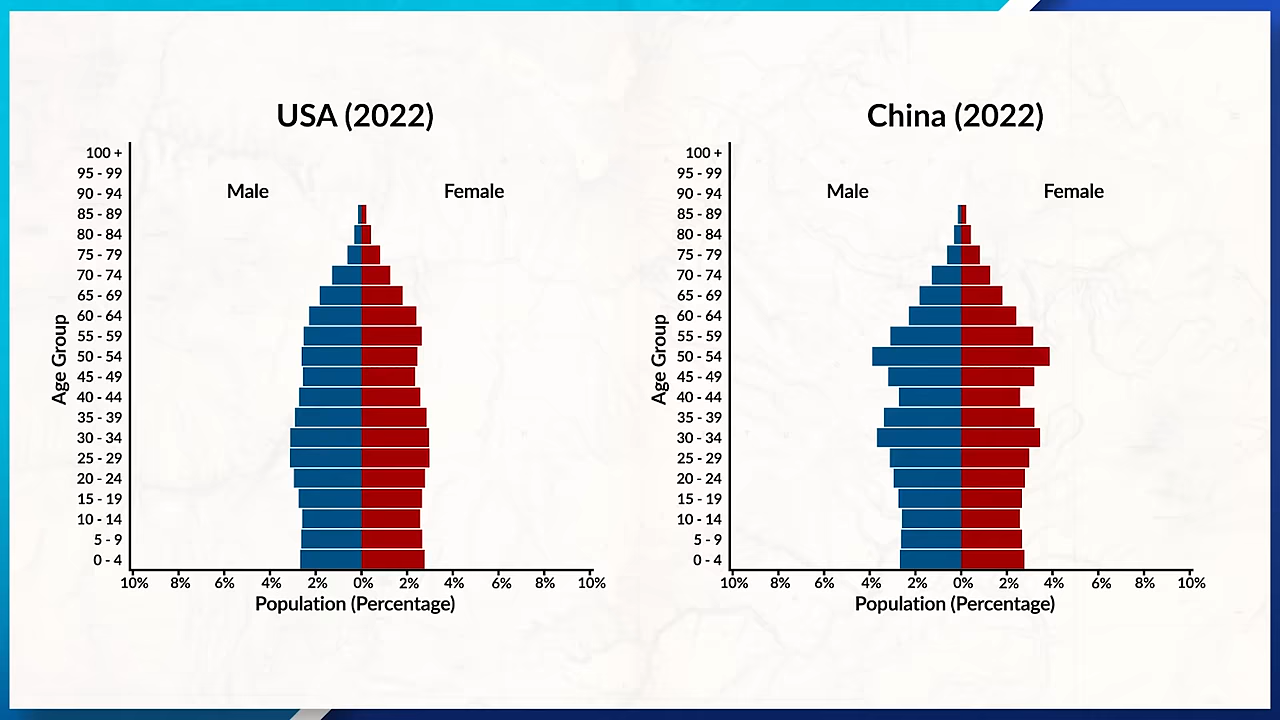 USA (2022)
Male
Female
Age Group
100 +
95 - 99
90 - 94
85 - 89
80 - 84
75 - 79
70 - 74
65 - 69
60 - 64
55 - 59
50 - 54
45 - 49
40 - 44
35 - 39
30 - 34
25 - 29
20 - 24
15 - 19
10 - 14
5 - 9
0 - 4
10% 8% 6% 4% 2% 0% 2% 4% 6% 8% 10%
Population (Percentage)
China (2022)
Male
Female
Age Group
100 +
95 - 99
90 - 94
85 - 89
80 - 84
75 - 79
70 - 74
65 - 69
60 - 64
55 - 59
50 - 54
45 - 49
40 - 44
35 - 39
30 - 34
25 - 29
20 - 24
15 - 19
10 - 14
5 - 9
0 - 4
10% 8% 6% 4% 2% 0% 2% 4% 6% 8% 10%
Population (Percentage)